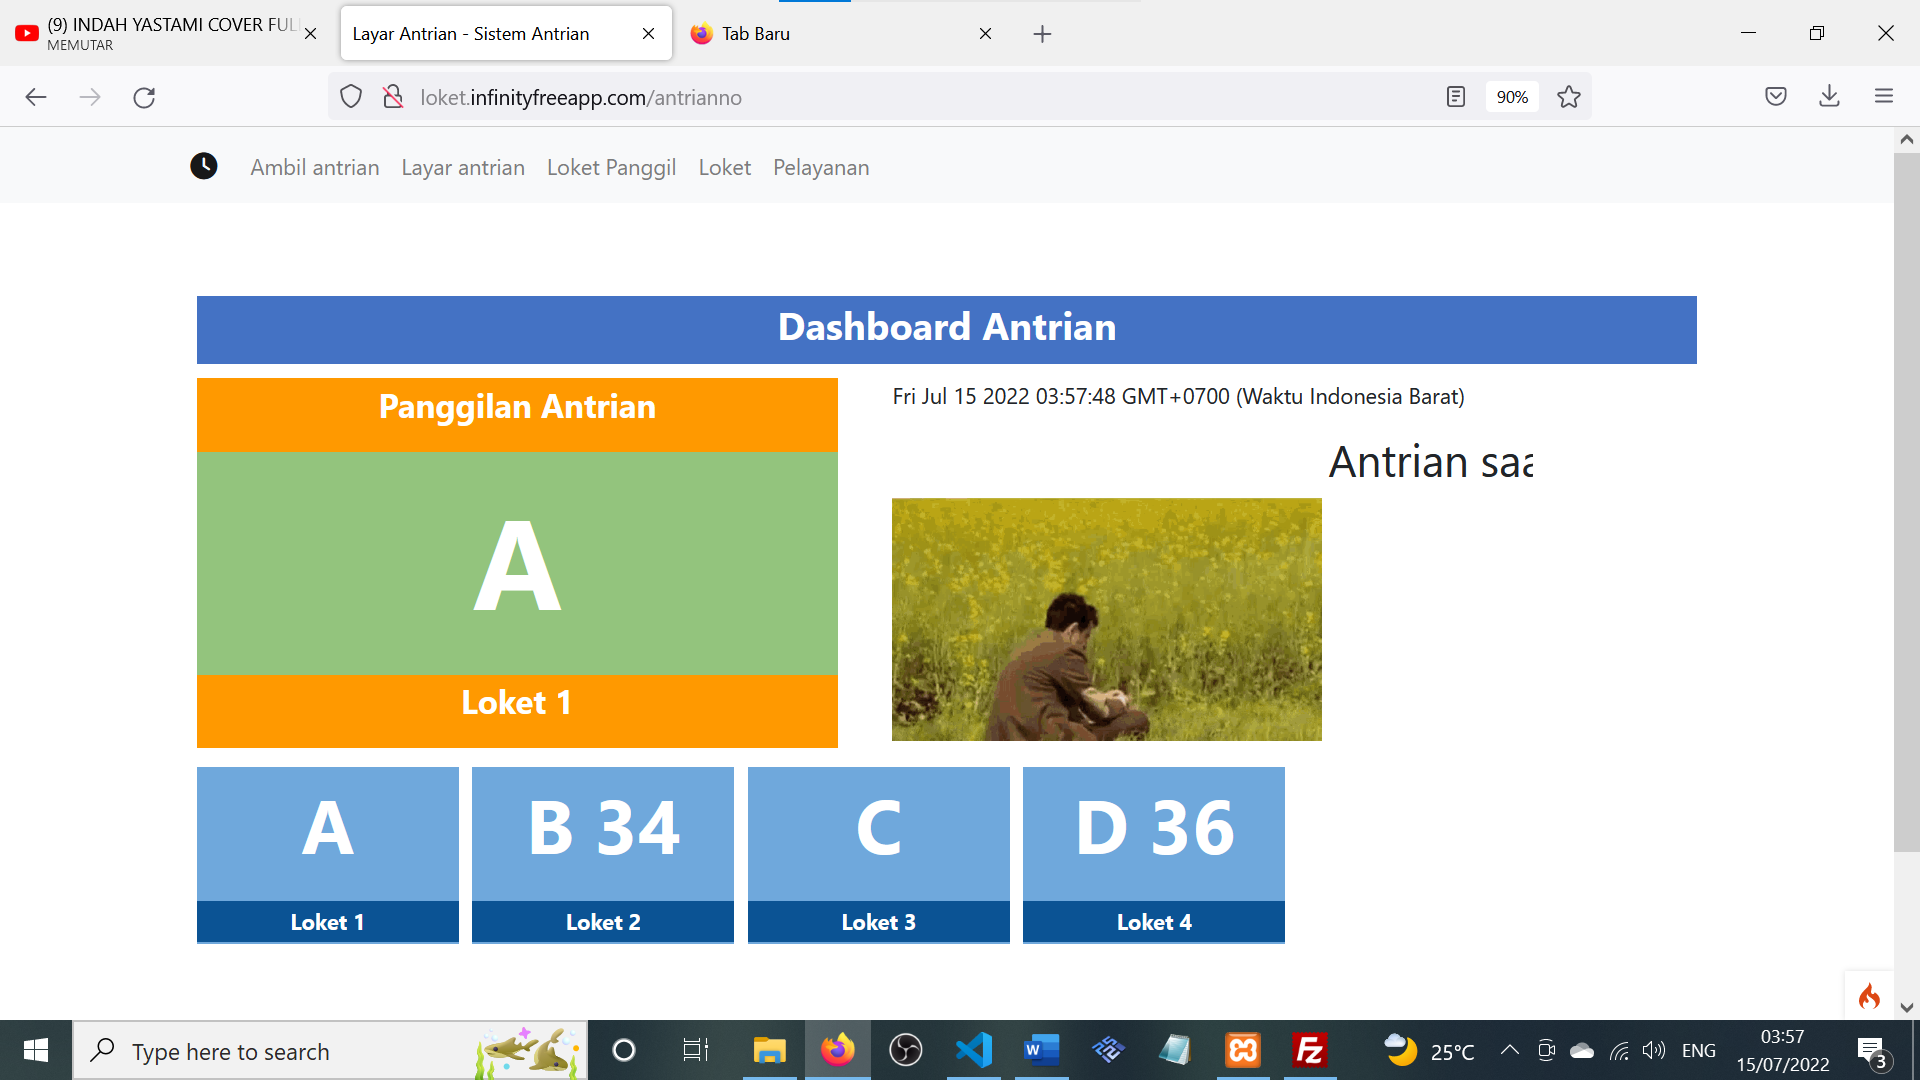 (9) INDAH YASTAMI COVER FUL
MEMUTAR
Layar Antrian - Sistem Antrian
Tab Baru
loket.infinityfreeapp.com/antrianno
90%
Ambil antrian
Layar antrian
Loket Panggil
Loket
Pelayanan
Dashboard Antrian
Panggilan Antrian
A
Loket 1
Fri Jul 15 2022 03:57:48 GMT+0700 (Waktu Indonesia Barat)
Antrian saa
A
Loket 1
B 34
Loket 2
C
Loket 3
D 36
Loket 4
Type here to search
25°C
ENG
03:57
15/07/2022
3